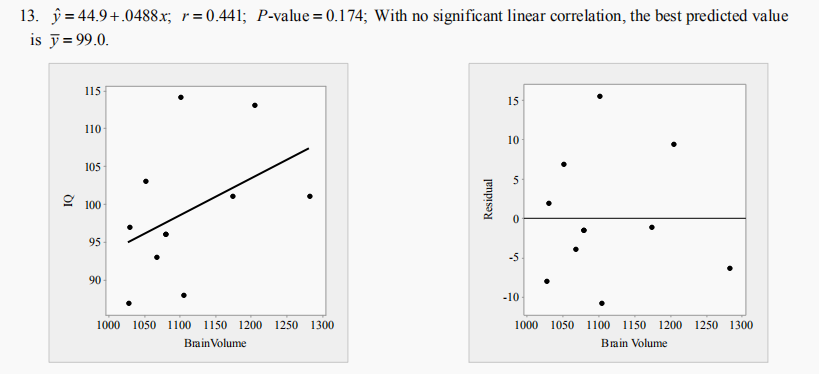 13. ŷ = 44.9 + .0488x; r = 0.441; P-value = 0.174; With no significant linear correlation, the best predicted value
is y̅ = 99.0.
115
110
105
100
95
90
IQ
1000 1050 1100 1150 1200 1250 1300
BrainVolume
15
10
5
0
-5
-10
Residual
1000 1050 1100 1150 1200 1250 1300
Brain Volume